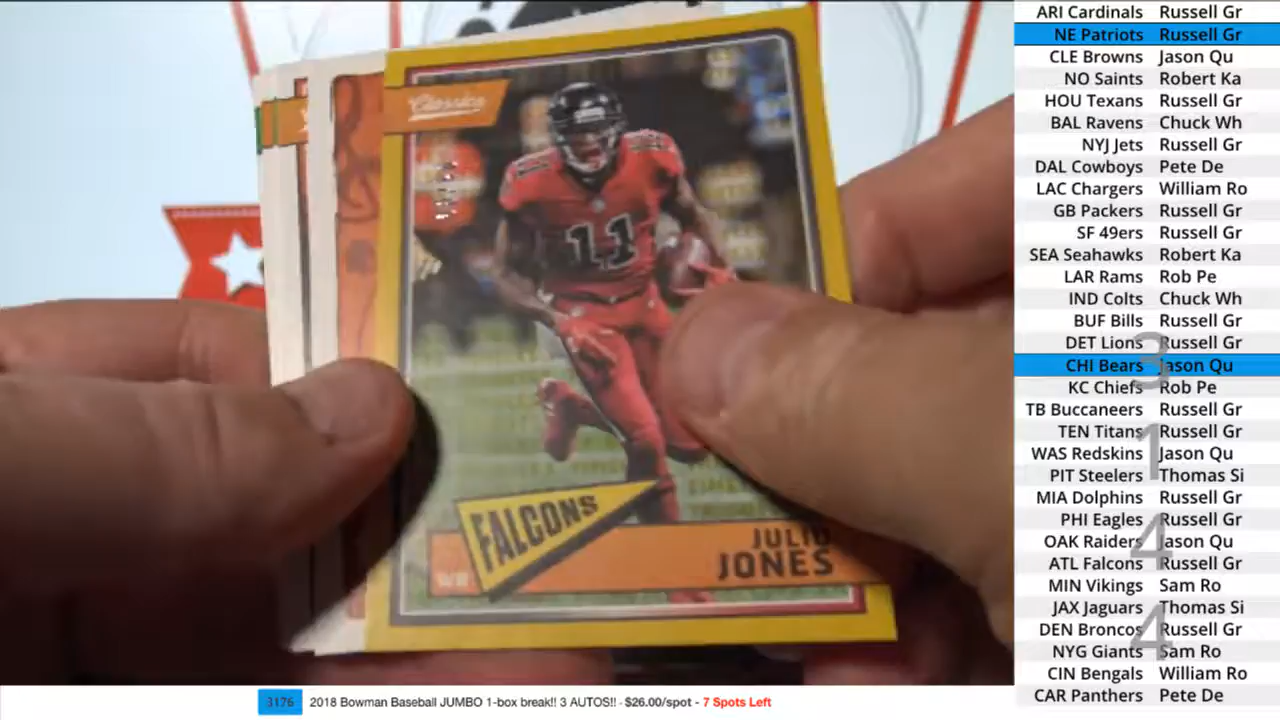 Classics
11
11
FALCONS
WR
JULIO
JONES
ARI Cardinals Russell Gr
NE Patriots Russell Gr
CLE Browns Jason Qu
NO Saints Robert Ka
HOU Texans Russell Gr
BAL Ravens Chuck Wh
NYJ Jets Russell Gr
DAL Cowboys Pete De
LAC Chargers William Ro
GB Packers Russell Gr
SF 49ers Russell Gr
SEA Seahawks Robert Ka
LAR Rams Rob Pe
IND Colts Chuck Wh
BUF Bills Russell Gr
DET Lions Russell Gr
CHI Bears Jason Qu
KC Chiefs Rob Pe
TB Buccaneers Russell Gr
TEN Titans Russell Gr
WAS Redskins Jason Qu
PIT Steelers Thomas Si
MIA Dolphins Russell Gr
PHI Eagles Russell Gr
OAK Raiders Jason Qu
ATL Falcons Russell Gr
MIN Vikings Sam Ro
JAX Jaguars Thomas Si
DEN Broncos Russell Gr
NYG Giants Sam Ro
CIN Bengals William Ro
CAR Panthers Pete De
3
1
4
4
3176 2018 Bowman Baseball JUMBO 1-box break!! 3 AUTOS!! - $26.00/spot - 7 Spots Left